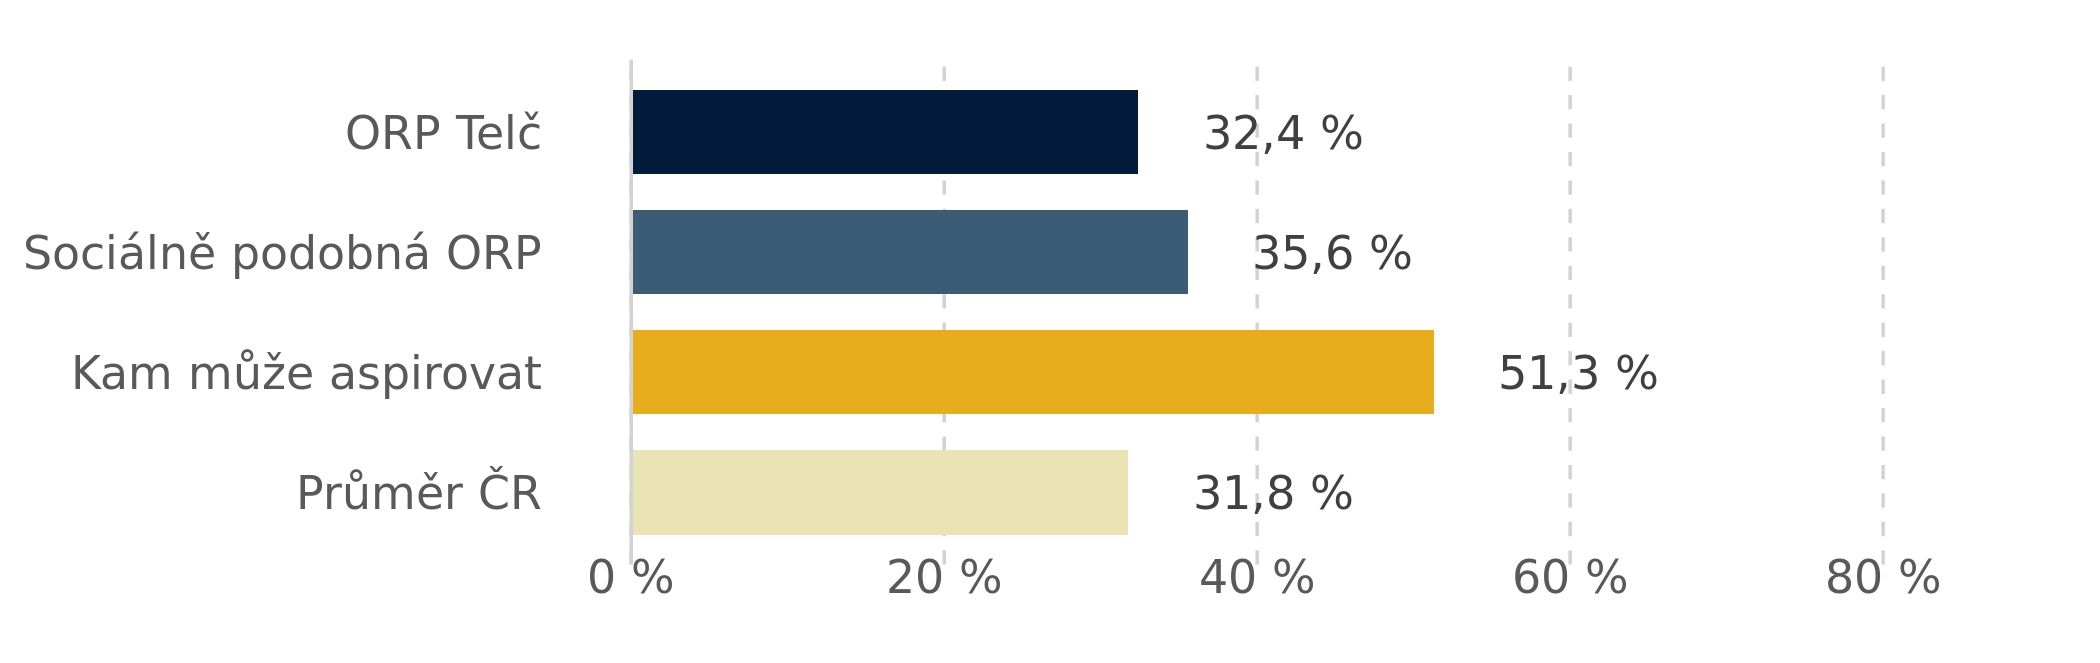 ORP Telč 32,4 %
Sociálně podobná ORP 35,6 %
Kam může aspirovat 51,3 %
Průměr ČR 31,8 %
0 % 20 % 40 % 60 % 80 %